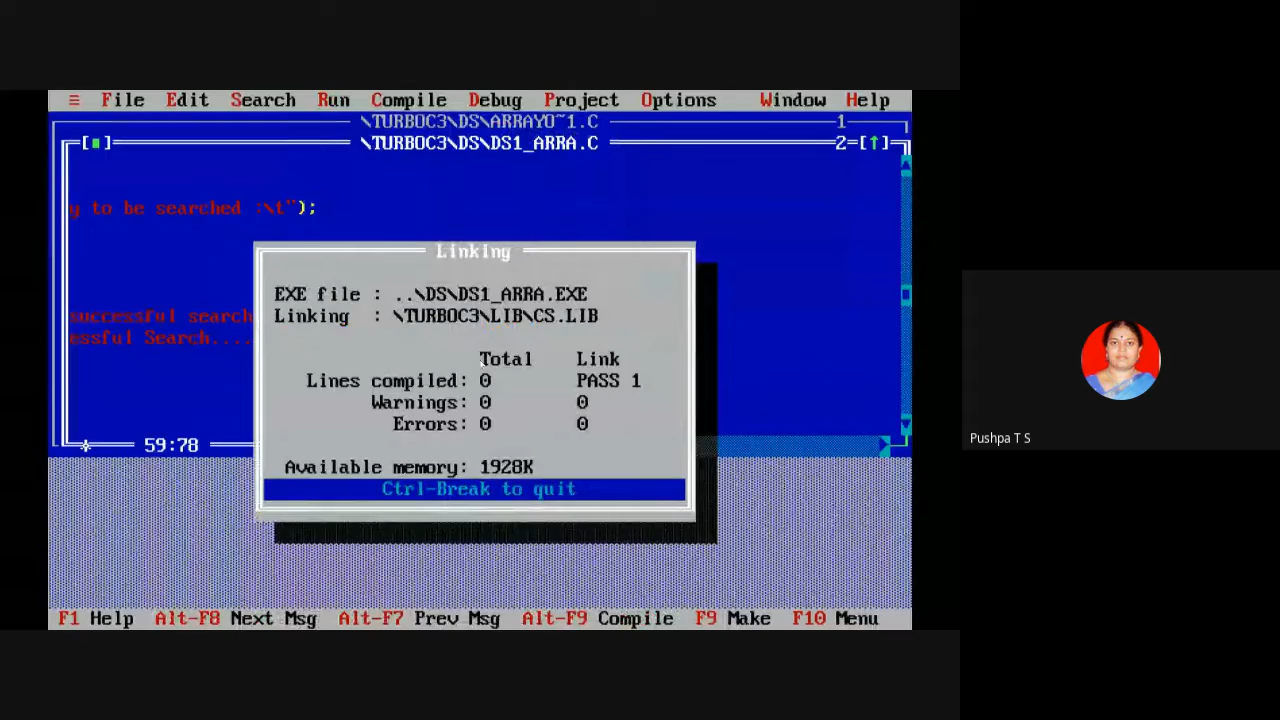 ≡ File Edit Search Run Compile Debug Project Options Window Help
\TURBOC3\DS\ARRAYO~1.C 1
[■] \TURBOC3\DS\DS1_ARRA.C 2=[↑]
y to be searched :\t");
Linking
EXE file : ..\DS\DS1_ARRA.EXE
Linking : \TURBOC3\LIB\CS.LIB
successful search
essful Search....
Total Link
Lines compiled: 0 PASS 1
Warnings: 0 0
Errors: 0 0
59:78
Available memory: 1928K
Ctrl-Break to quit
F1 Help Alt-F8 Next Msg Alt-F7 Prev Msg Alt-F9 Compile F9 Make F10 Menu
Pushpa T S